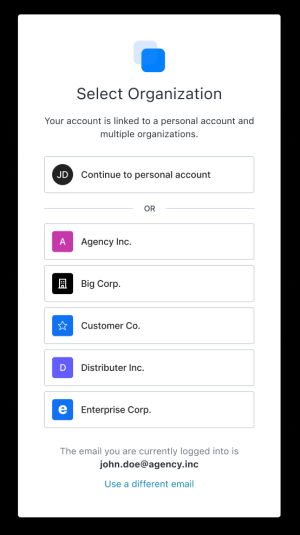 Select Organization
Your account is linked to a personal account and
multiple organizations.
JD Continue to personal account
OR
A Agency Inc.
Big Corp.
Customer Co.
D Distributer Inc.
e Enterprise Corp.
The email you are currently logged into is
john.doe@agency.inc
Use a different email